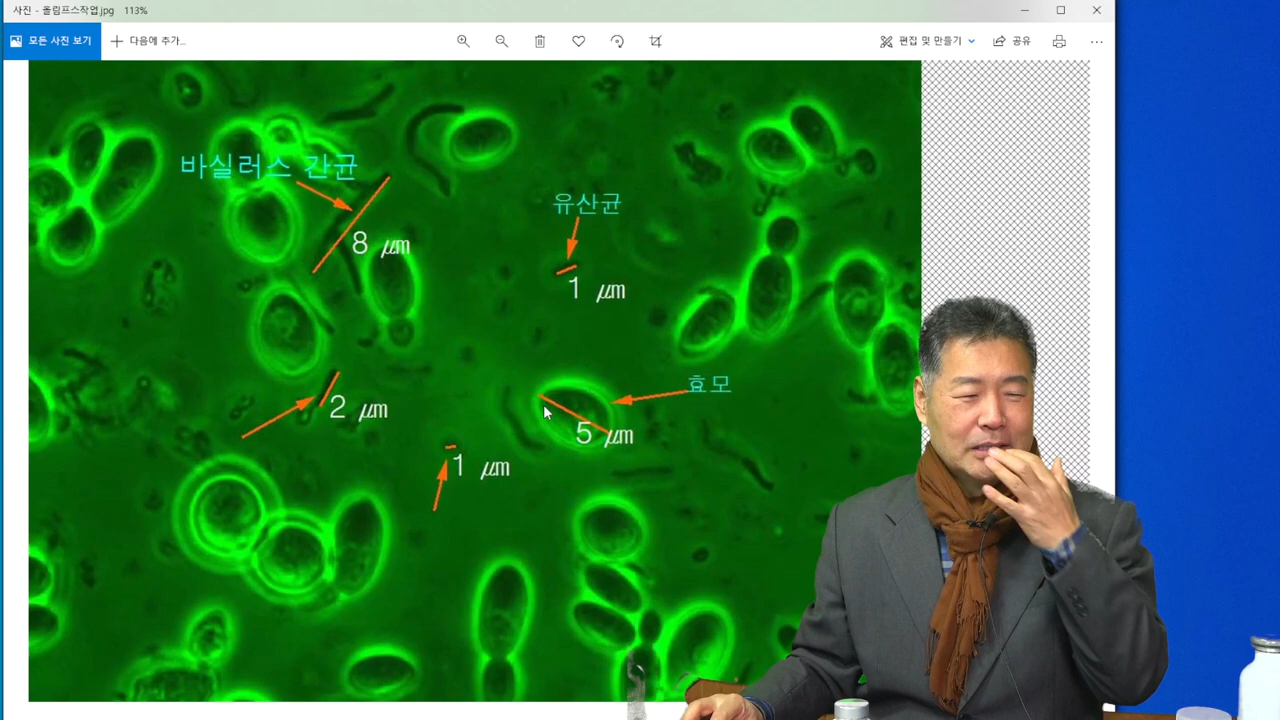 사진 - 올림프스작업.jpg 113%
모든 사진 보기
다음에 추가...
편집 및 만들기
공유
바실러스 간균
유산균
8 ㎛
1 ㎛
효모
2 ㎛
5 ㎛
1 ㎛